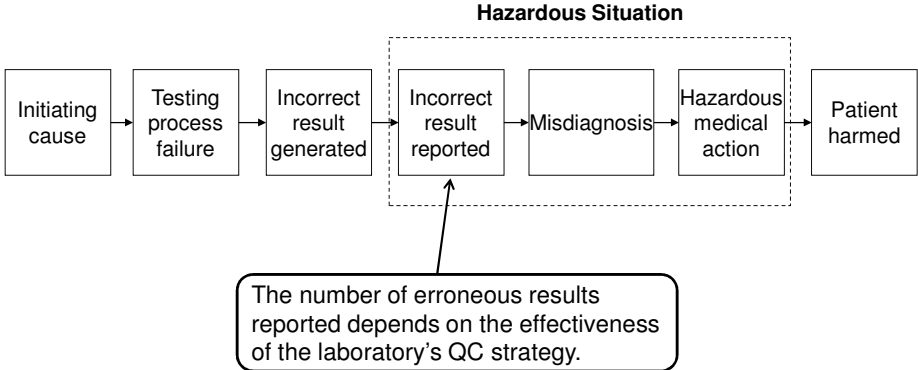 Hazardous Situation
Initiating
cause
Testing
process
failure
Incorrect
result
generated
Incorrect
result
reported
Misdiagnosis
Hazardous
medical
action
Patient
harmed
The number of erroneous results
reported depends on the effectiveness
of the laboratory's QC strategy.